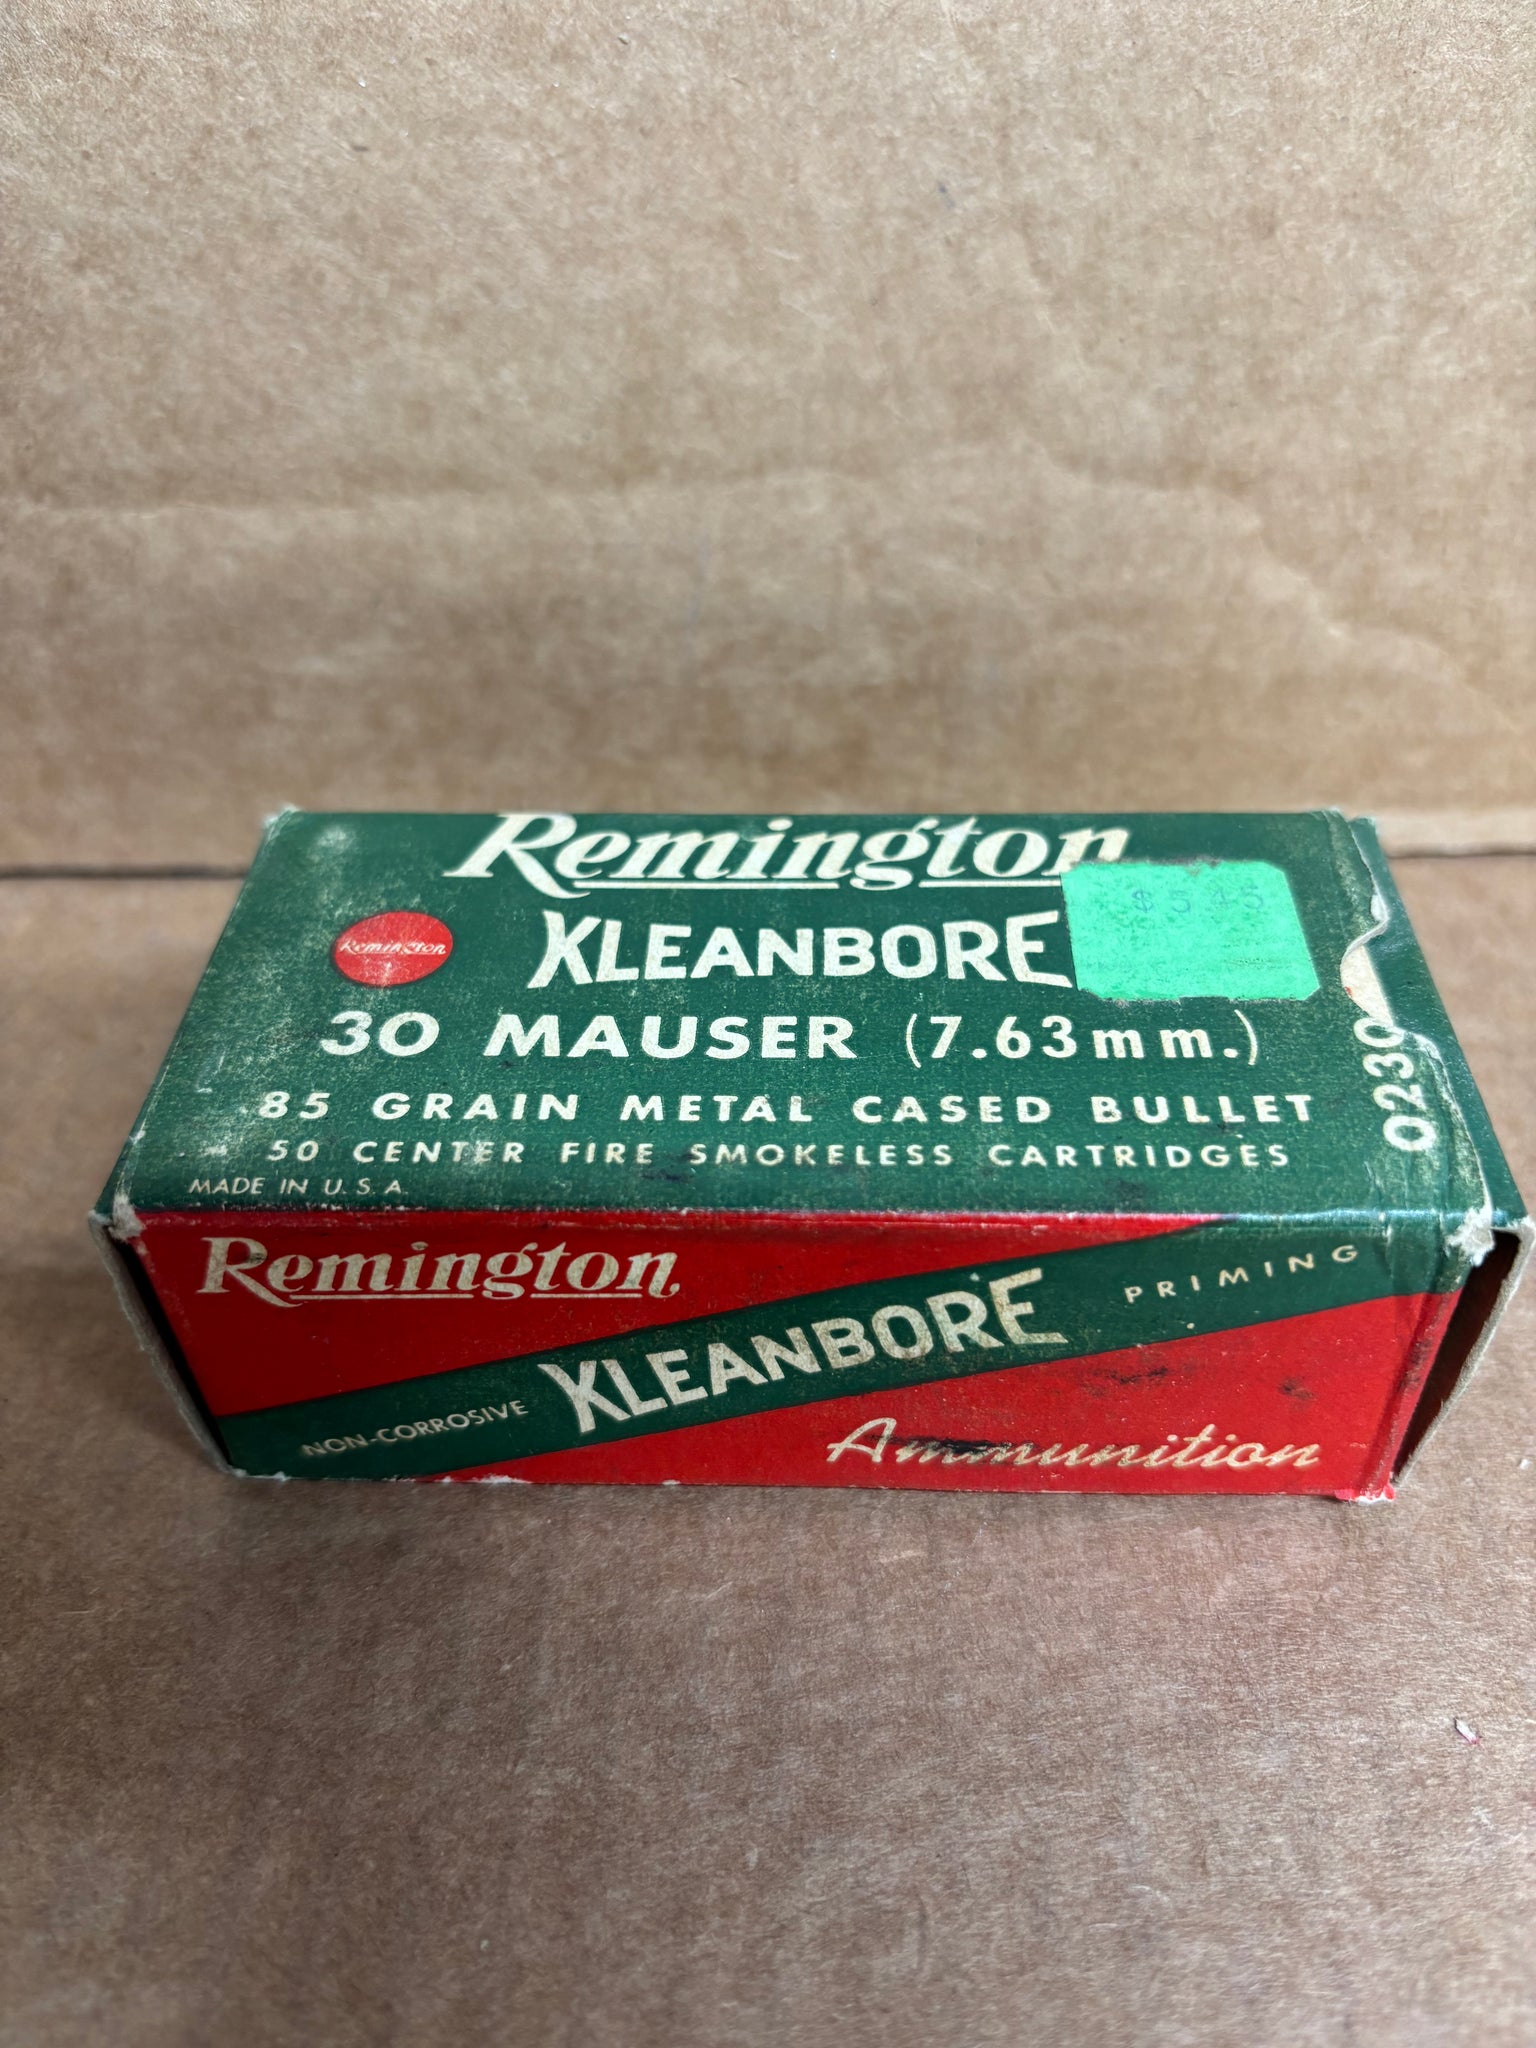 Remington
Remington
KLEANBORE
30 MAUSER (7.63mm.)
85 GRAIN METAL CASED BULLET
50 CENTER FIRE SMOKELESS CARTRIDGES
MADE IN U.S.A.
0230
Remington
NON-CORROSIVE KLEANBORE PRIMING
Ammunition